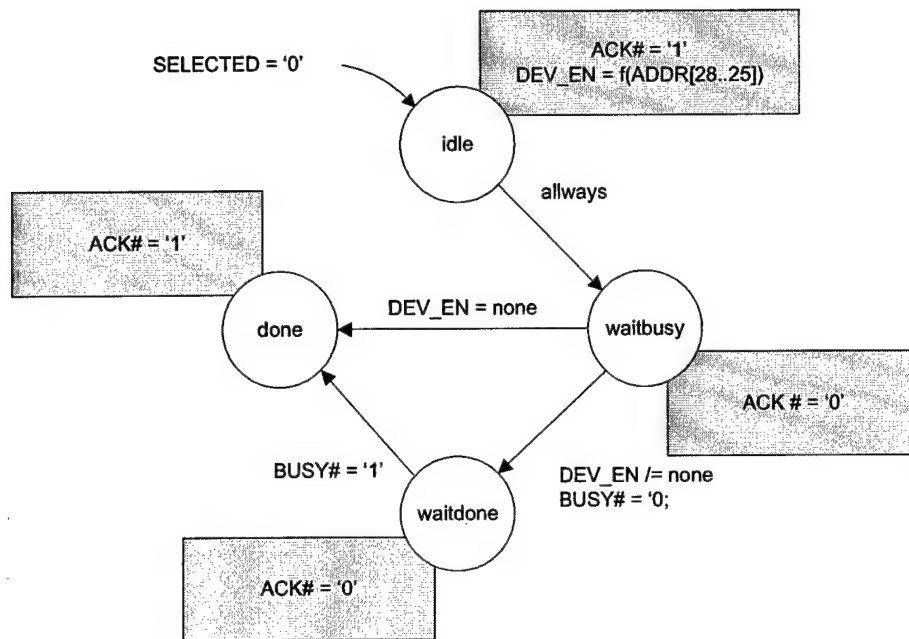 SELECTED = ‘0’
ACK# = ‘1’
DEV_EN = f(ADDR[28..25])
idle
allways
ACK# = ‘1’
done
DEV_EN = none
waitbusy
ACK # = ‘0’
BUSY# = ‘1’
DEV_EN /= none
BUSY# = ‘0;
waitdone
ACK# = ‘0’